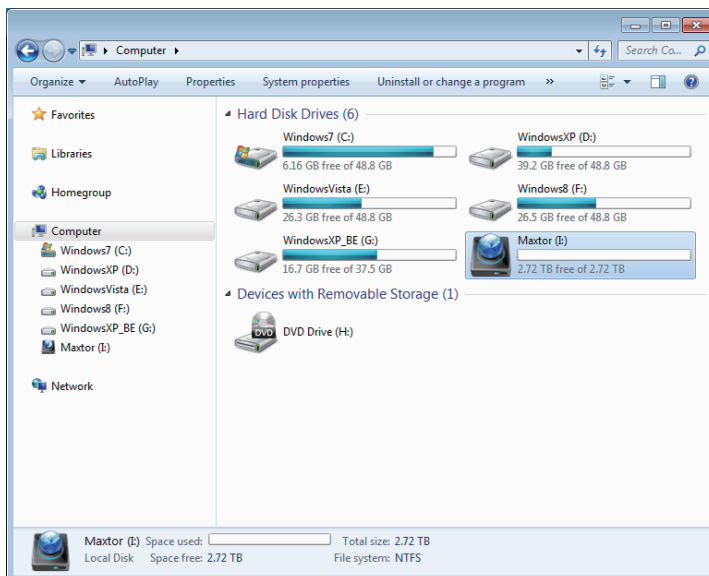 Computer
Search Co...
Organize AutoPlay Properties System properties Uninstall or change a program »
Favorites
Libraries
Homegroup
Computer
Windows7 (C:)
WindowsXP (D:)
WindowsVista (E:)
Windows8 (F:)
WindowsXP_BE (G:)
Maxtor (I:)
Network
Hard Disk Drives (6)
Windows7 (C:)
6.16 GB free of 48.8 GB
WindowsXP (D:)
39.2 GB free of 48.8 GB
WindowsVista (E:)
26.3 GB free of 48.8 GB
Windows8 (F:)
26.5 GB free of 48.8 GB
WindowsXP_BE (G:)
16.7 GB free of 37.5 GB
Maxtor (I:)
2.72 TB free of 2.72 TB
Devices with Removable Storage (1)
DVD
DVD Drive (H:)
Maxtor (I:) Space used: Total size: 2.72 TB
Local Disk Space free: 2.72 TB File system: NTFS